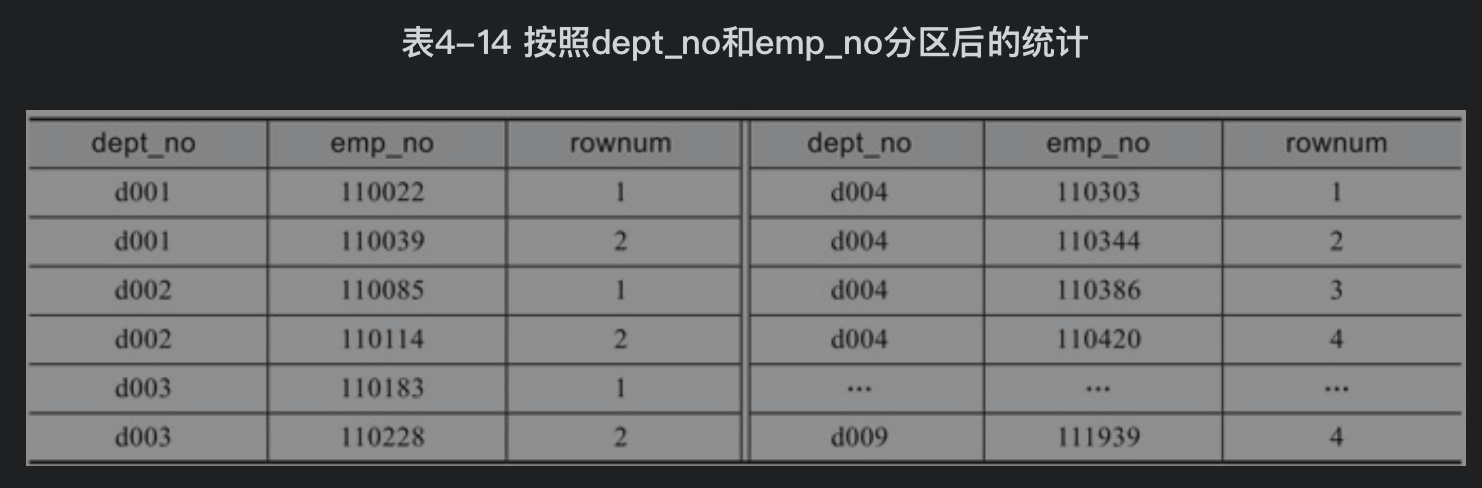 表4-14 按照dept_no和emp_no分区后的统计
dept_no emp_no rownum dept_no emp_no rownum
d001 110022 1 d004 110303 1
d001 110039 2 d004 110344 2
d002 110085 1 d004 110386 3
d002 110114 2 d004 110420 4
d003 110183 1 … … …
d003 110228 2 d009 111939 4